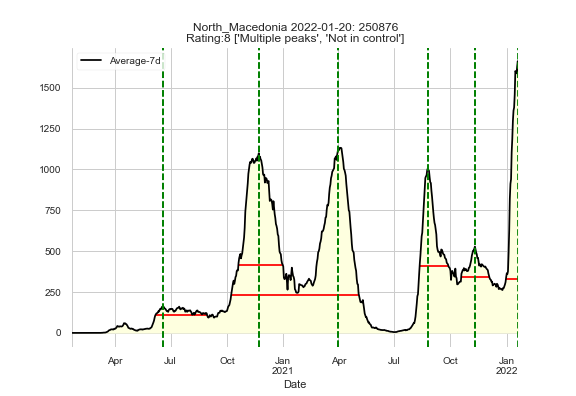 North_Macedonia 2022-01-20: 250876
Rating:8 ['Multiple peaks', 'Not in control']
Average-7d
1500
1250
1000
750
500
250
0
Apr Jul Oct Jan Apr Jul Oct Jan
2021 2022
Date